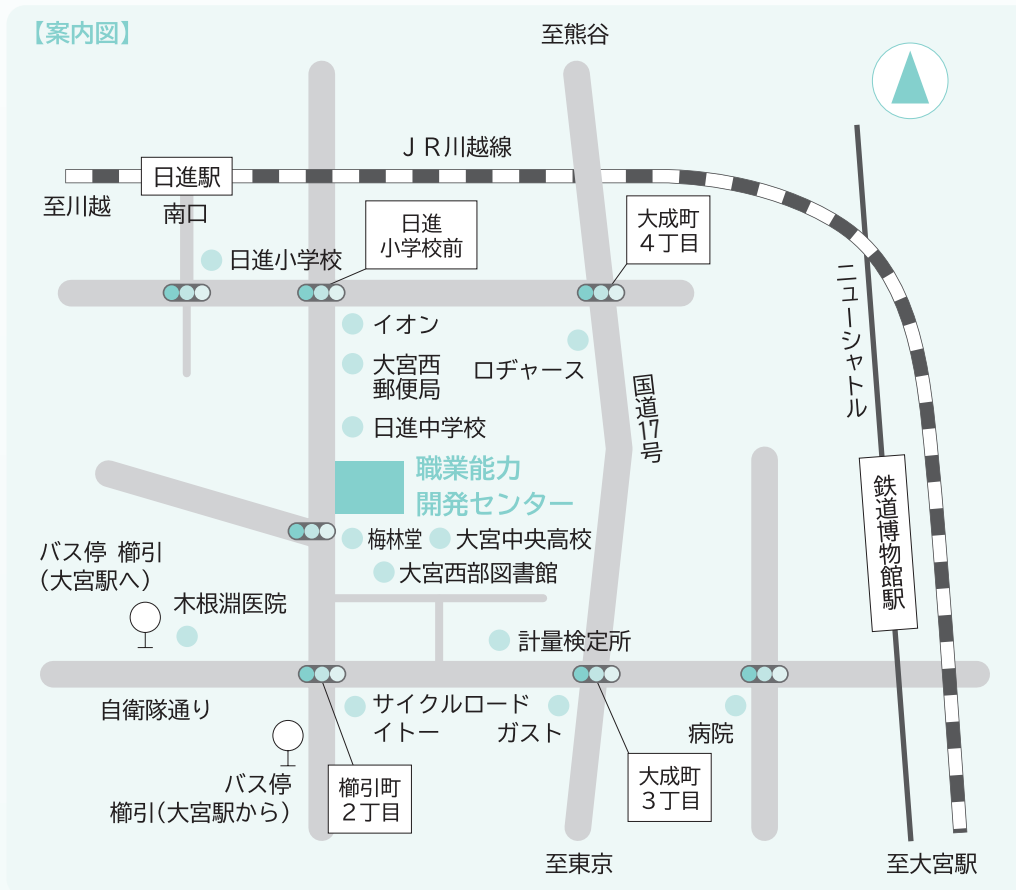 【案内図】
至熊谷
ＪＲ川越線
日進駅
至川越
南口
日進
小学校前
大成町
４丁目
日進小学校
ニューシャトル
イオン
大宮西
郵便局
ロヂャース
国道17号
日進中学校
職業能力
開発センター
鉄道博物館駅
梅林堂
大宮中央高校
バス停 櫛引
（大宮駅へ）
大宮西部図書館
木根淵医院
計量検定所
自衛隊通り
サイクルロード
イトー
ガスト
病院
バス停
櫛引（大宮駅から）
櫛引町
２丁目
大成町
３丁目
至東京
至大宮駅